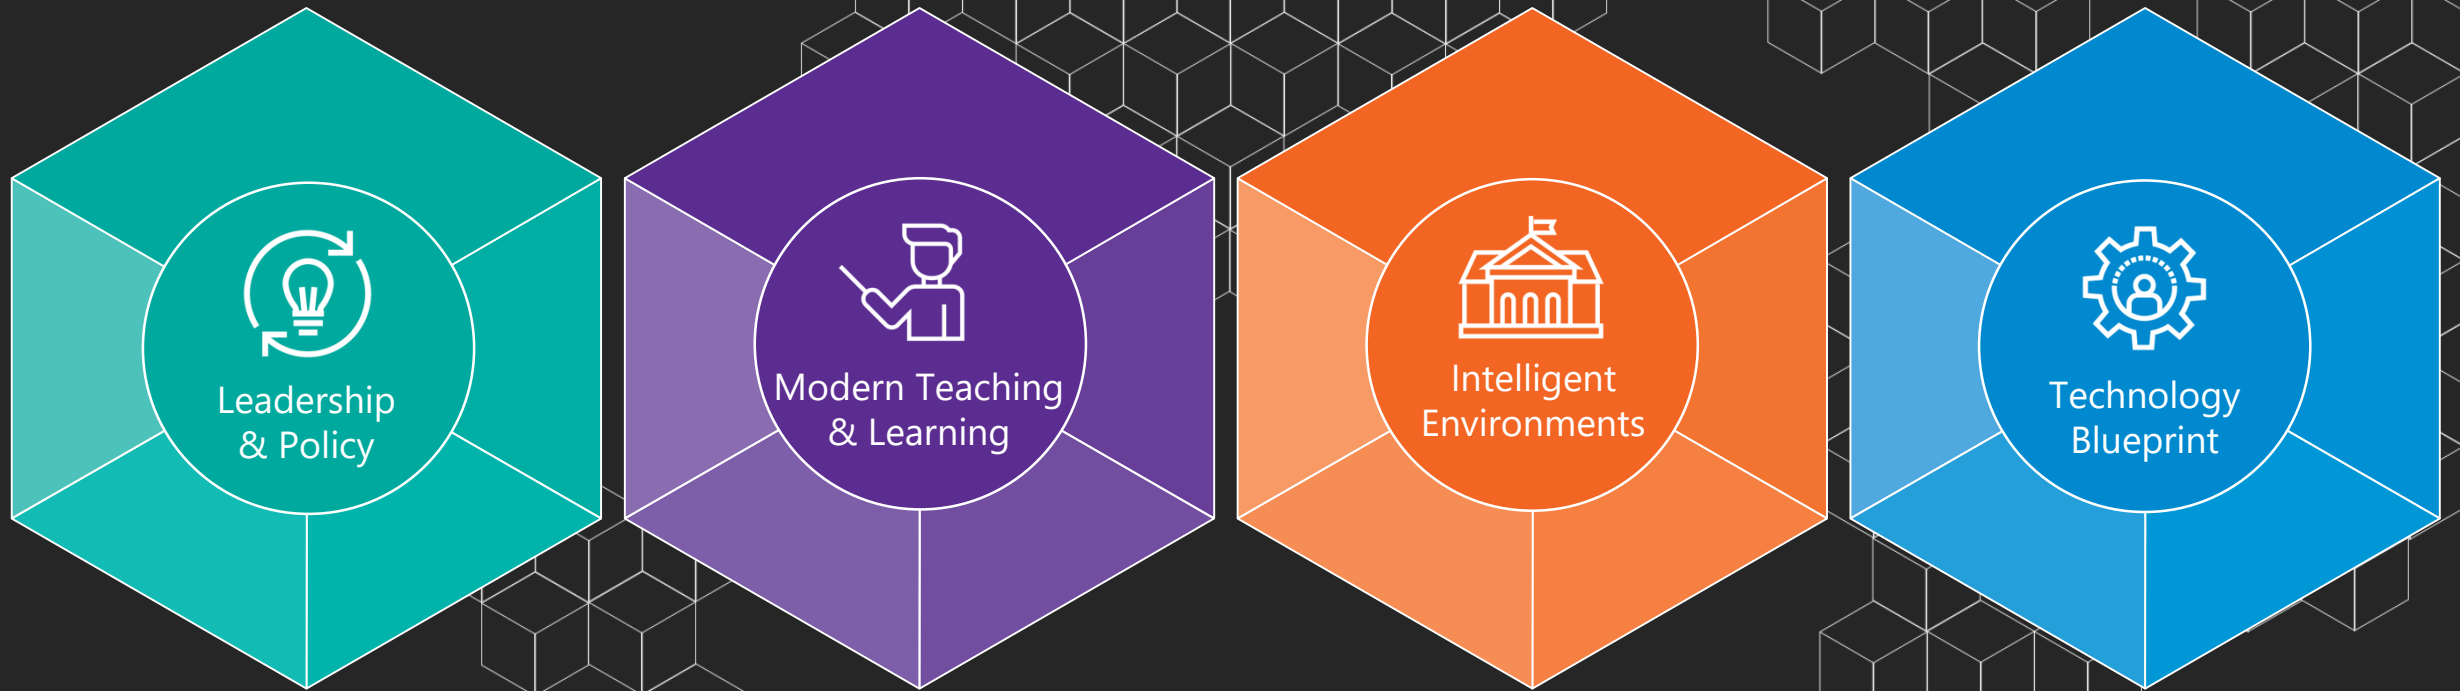 Leadership
& Policy
Modern Teaching
& Learning
Intelligent
Environments
Technology
Blueprint